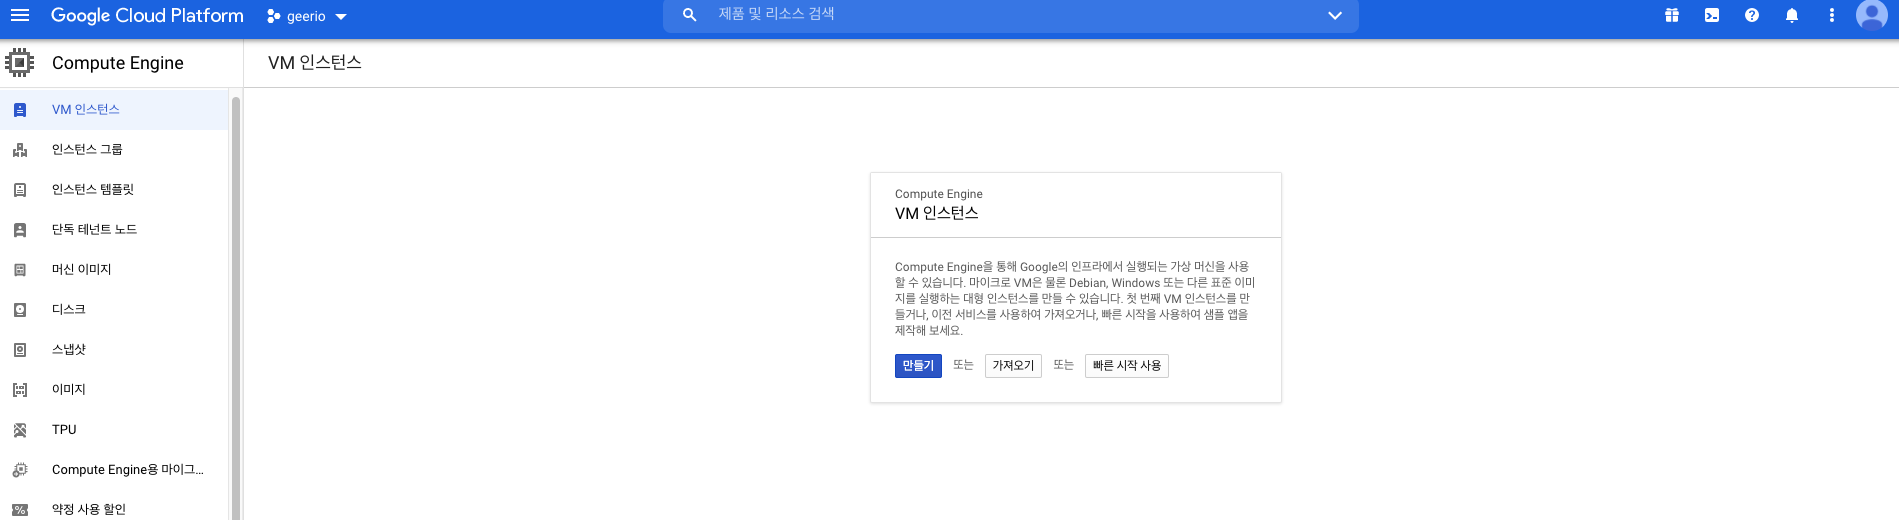 Google Cloud Platform
geerio
제품 및 리소스 검색
Compute Engine
VM 인스턴스
VM 인스턴스
인스턴스 그룹
인스턴스 템플릿
단독 테넌트 노드
머신 이미지
디스크
스냅샷
이미지
TPU
Compute Engine용 마이그...
약정 사용 할인
Compute Engine
VM 인스턴스
Compute Engine을 통해 Google의 인프라에서 실행되는 가상 머신을 사용
할 수 있습니다. 마이크로 VM은 물론 Debian, Windows 또는 다른 표준 이미
지를 실행하는 대형 인스턴스를 만들 수 있습니다. 첫 번째 VM 인스턴스를 만
들거나, 이전 서비스를 사용하여 가져오거나, 빠른 시작을 사용하여 샘플 앱을
제작해 보세요.
만들기 또는 가져오기 또는 빠른 시작 사용